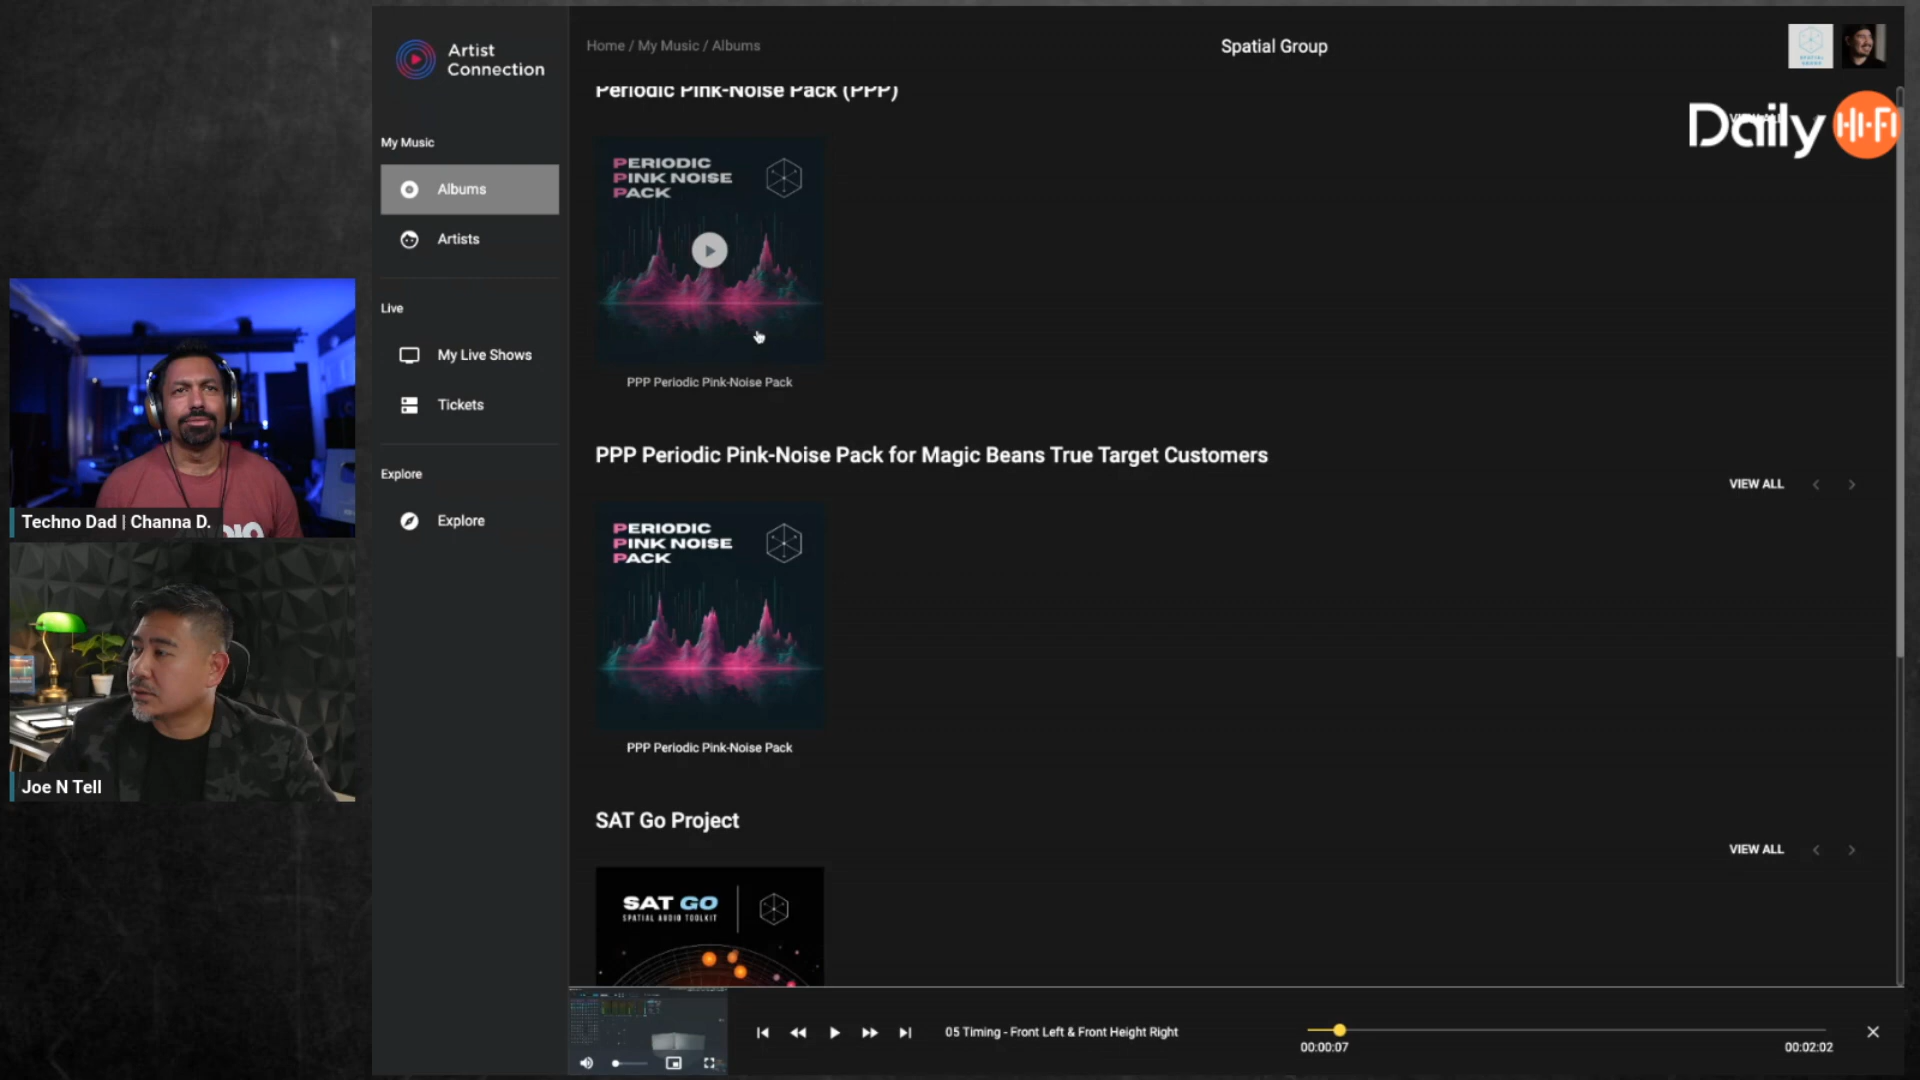 Artist
Connection
Home / My Music / Albums
Spatial Group
Daily HI-FI
My Music
Albums
Artists
Live
My Live Shows
Tickets
Explore
Explore
Periodic Pink-Noise Pack (PPP)
PERIODIC
PINK NOISE
PACK
PPP Periodic Pink-Noise Pack
PPP Periodic Pink-Noise Pack for Magic Beans True Target Customers
VIEW ALL
PERIODIC
PINK NOISE
PACK
PPP Periodic Pink-Noise Pack
SAT Go Project
VIEW ALL
SAT GO
SPATIAL AUDIO TOOLKIT
05 Timing - Front Left & Front Height Right
00:00:07
00:02:02
Techno Dad | Channa D.
Joe N Tell